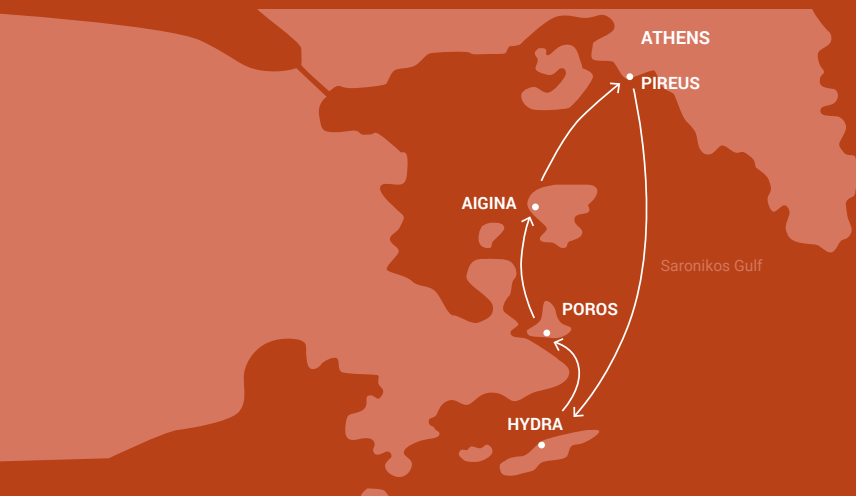 ATHENS
PIREUS
AIGINA
Saronikos Gulf
POROS
HYDRA